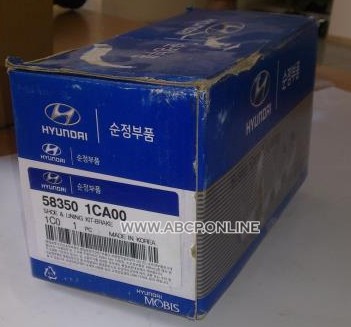 HYUNDAI 순정부품
순정부품
HYUNDAI 순정부품
HYUNDAI 순정부품
58350 1CA00
SHOE & LINING KIT-BRAKE
WWW.ABCPONLINE
1C0 1 PC MADE IN KOREA
HYUNDAI
MOBIS